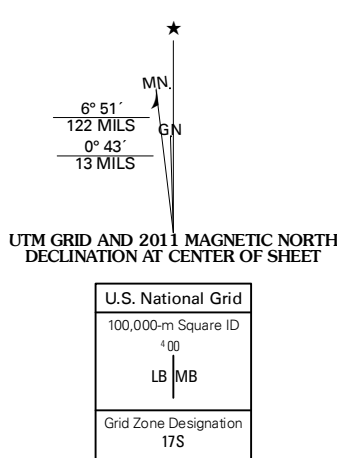 ★
MN.
6° 51´
122 MILS
GN
0° 43´
13 MILS
UTM GRID AND 2011 MAGNETIC NORTH
DECLINATION AT CENTER OF SHEET
U.S. National Grid
100,000-m Square ID
⁴00
LB MB
Grid Zone Designation
17S